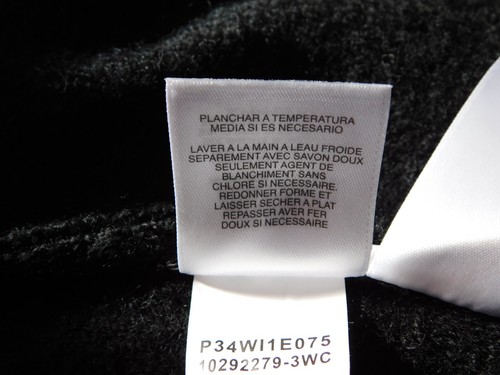 PLANCHAR A TEMPERATURA
MEDIA SI ES NECESARIO
LAVER A LA MAIN A LEAU FROIDE
SEPAREMENT AVEC SAVON DOUX
SEULEMENT AGENT DE
BLANCHIMENT SANS
CHLORE SI NECESSAIRE.
REDONNER FORME ET
LAISSER SECHER A PLAT
REPASSER AVER FER
DOUX SI NECESSAIRE
P34WI1E075
10292279-3WC